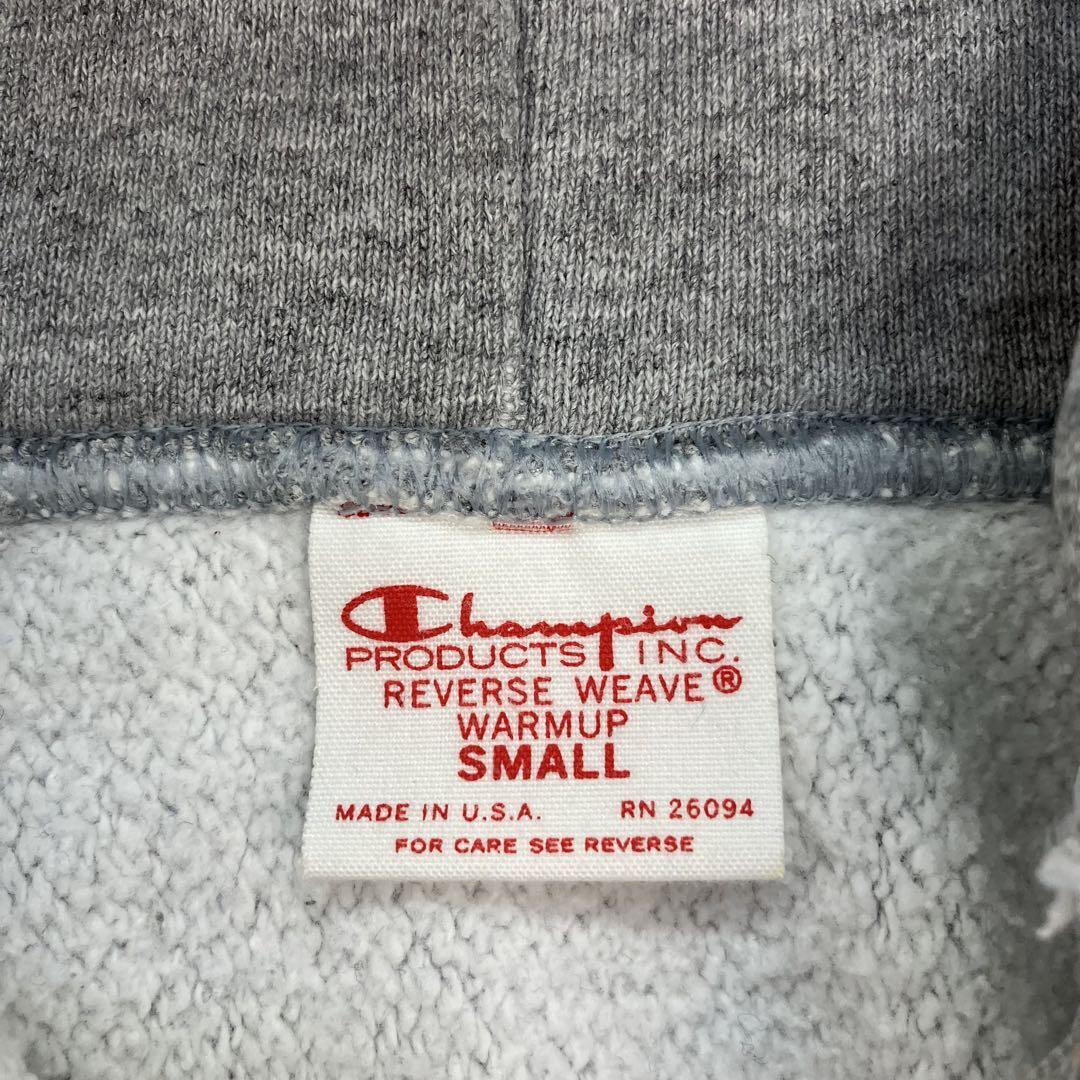 Champion
PRODUCTS INC.
REVERSE WEAVE®
WARMUP
SMALL
MADE IN U.S.A. RN 26094
FOR CARE SEE REVERSE